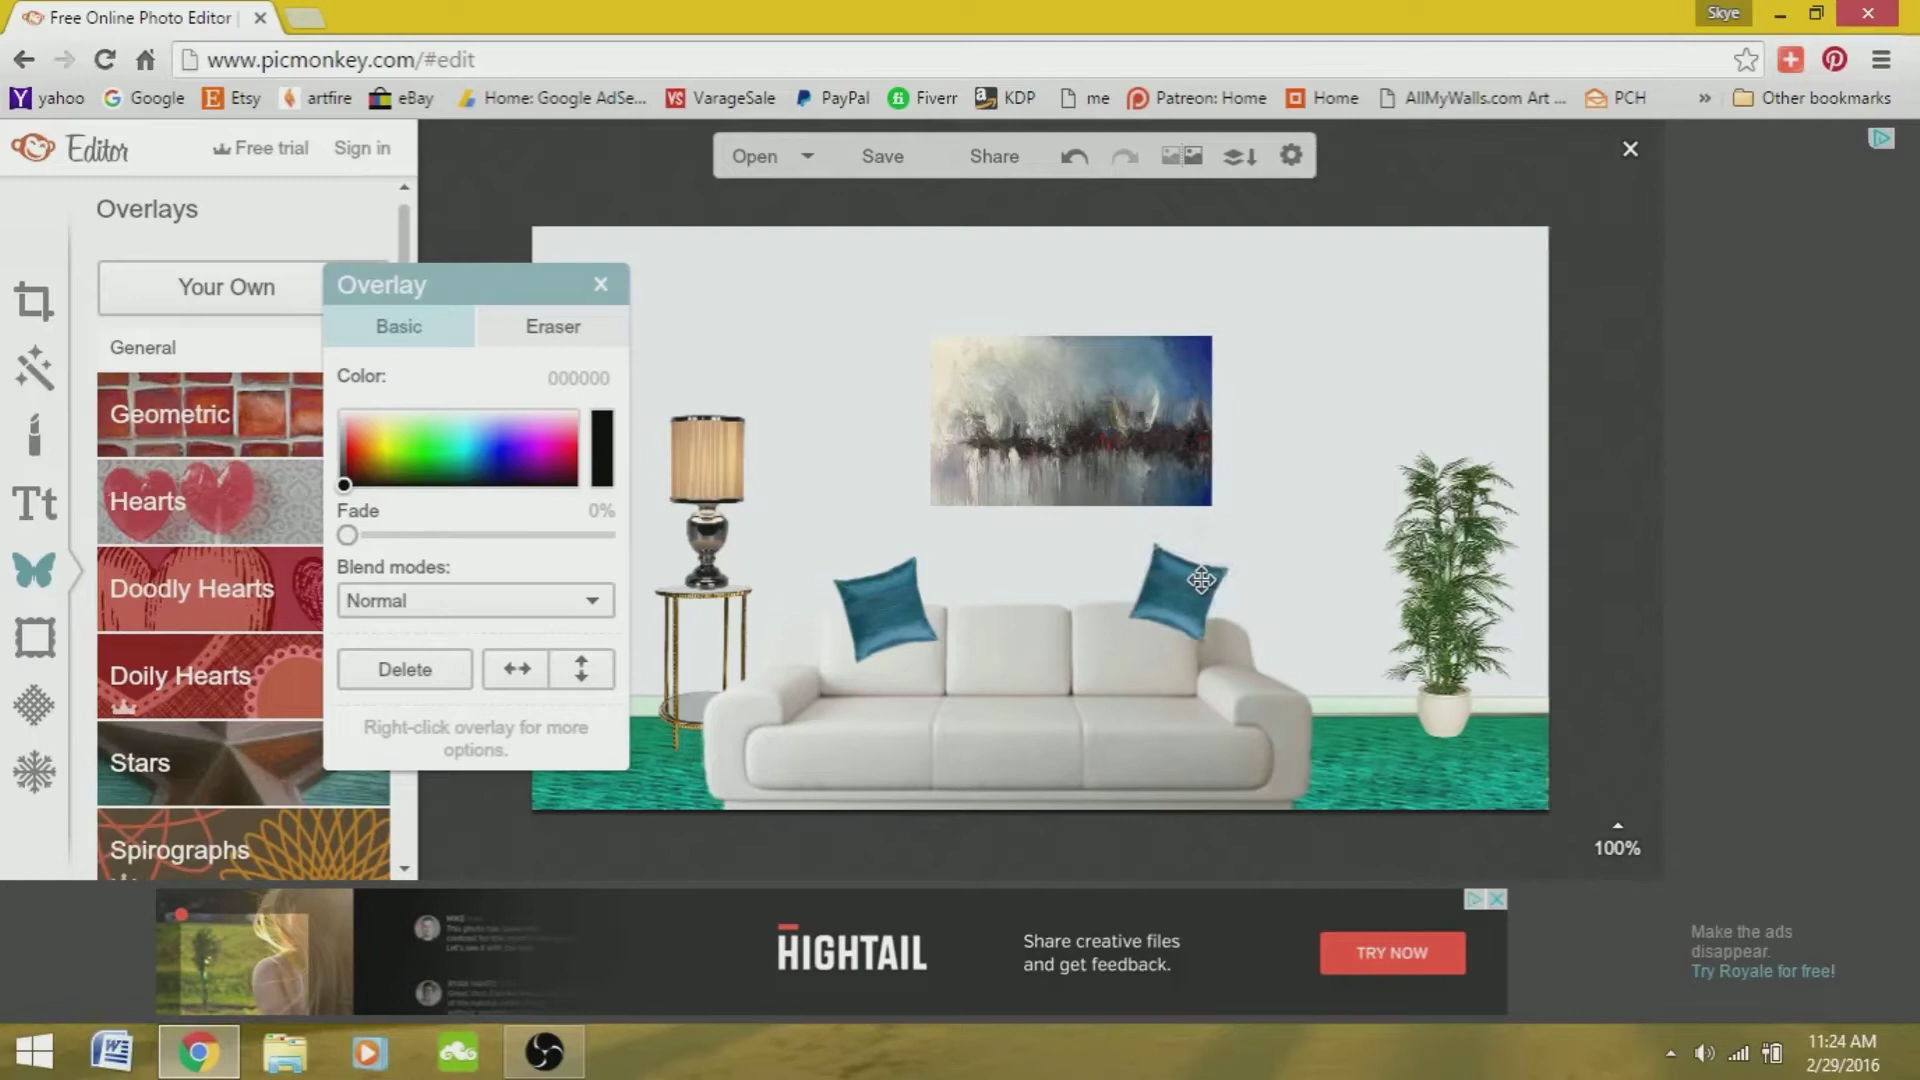 Free Online Photo Editor
Skye
www.picmonkey.com/#edit
yahoo
Google
Etsy
artfire
eBay
Home: Google AdSe...
VarageSale
PayPal
Fiverr
KDP
me
Patreon: Home
Home
AllMyWalls.com Art ...
PCH
»
Other bookmarks
Editor
Free trial
Sign in
Open
Save
Share
Overlays
Your Own
General
Geometric
Hearts
Doodly Hearts
Doily Hearts
Stars
Spirographs
Tt
Overlay
Basic
Eraser
Color:
000000
Fade
0%
Blend modes:
Normal
Delete
Right-click overlay for more
options.
100%
HIGHTAIL
Share creative files
and get feedback.
TRY NOW
Make the ads
disappear.
Try Royale for free!
11:24 AM
2/29/2016